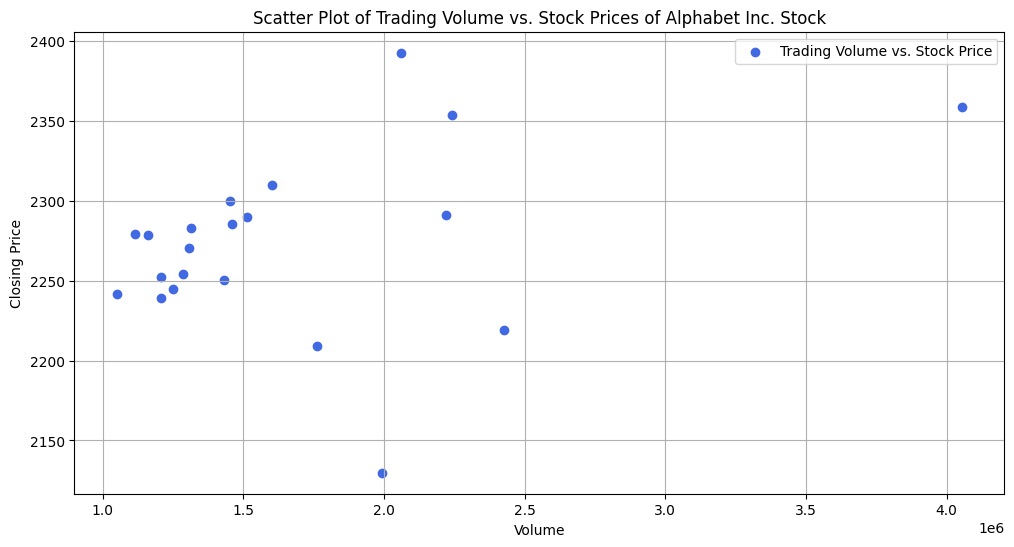 Scatter Plot of Trading Volume vs. Stock Prices of Alphabet Inc. Stock
Trading Volume vs. Stock Price
2400
2350
2300
2250
2200
2150
Closing Price
1.0 1.5 2.0 2.5 3.0 3.5 4.0
1e6
Volume